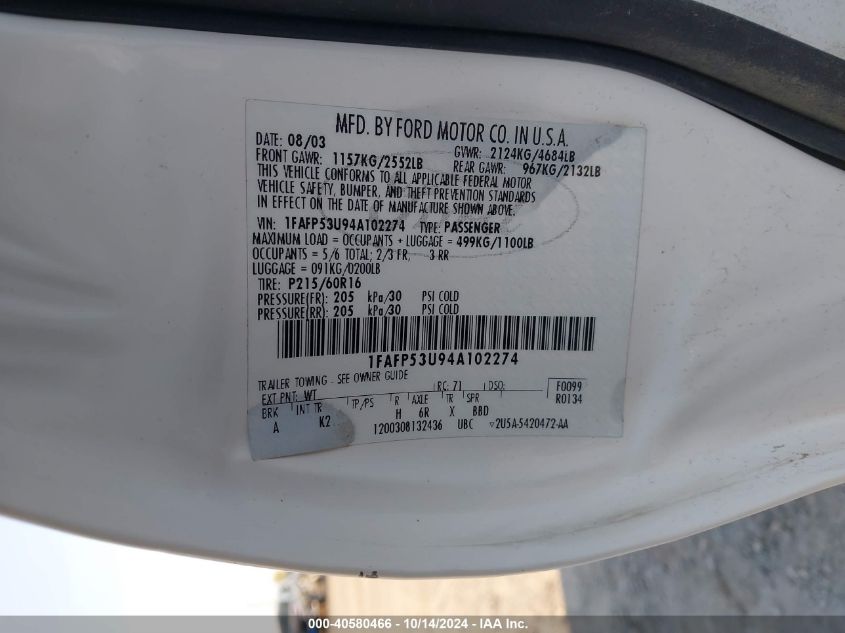 MFD. BY FORD MOTOR CO. IN U.S.A.
DATE: 08/03 GVWR: 2124KG/4684LB
FRONT GAWR: 1157KG/2552LB REAR GAWR: 967KG/2132LB
THIS VEHICLE CONFORMS TO ALL APPLICABLE FEDERAL MOTOR
VEHICLE SAFETY, BUMPER, AND THEFT PREVENTION STANDARDS
IN EFFECT ON THE DATE OF MANUFACTURE SHOWN ABOVE.
VIN: 1FAFP53U94A102274 TYPE: PASSENGER
MAXIMUM LOAD = OCCUPANTS + LUGGAGE = 499KG/1100LB
OCCUPANTS = 5/6 TOTAL; 2/3 FR, 3 RR
LUGGAGE = 091KG/0200LB
TIRE: P215/60R16
PRESSURE(FR): 205 kPa/30 PSI COLD
PRESSURE(RR): 205 kPa/30 PSI COLD
1FAFP53U94A102274
TRAILER TOWING - SEE OWNER GUIDE
EXT PNT: WT RC: 71 DSO: F0099
BRK INT TR TP/PS R AXLE TR SPR R0134
A K2 H 6R X BBD
1200308132436 UBC ▽2U5A-5420472-AA
000-40580466 - 10/14/2024 - IAA Inc.